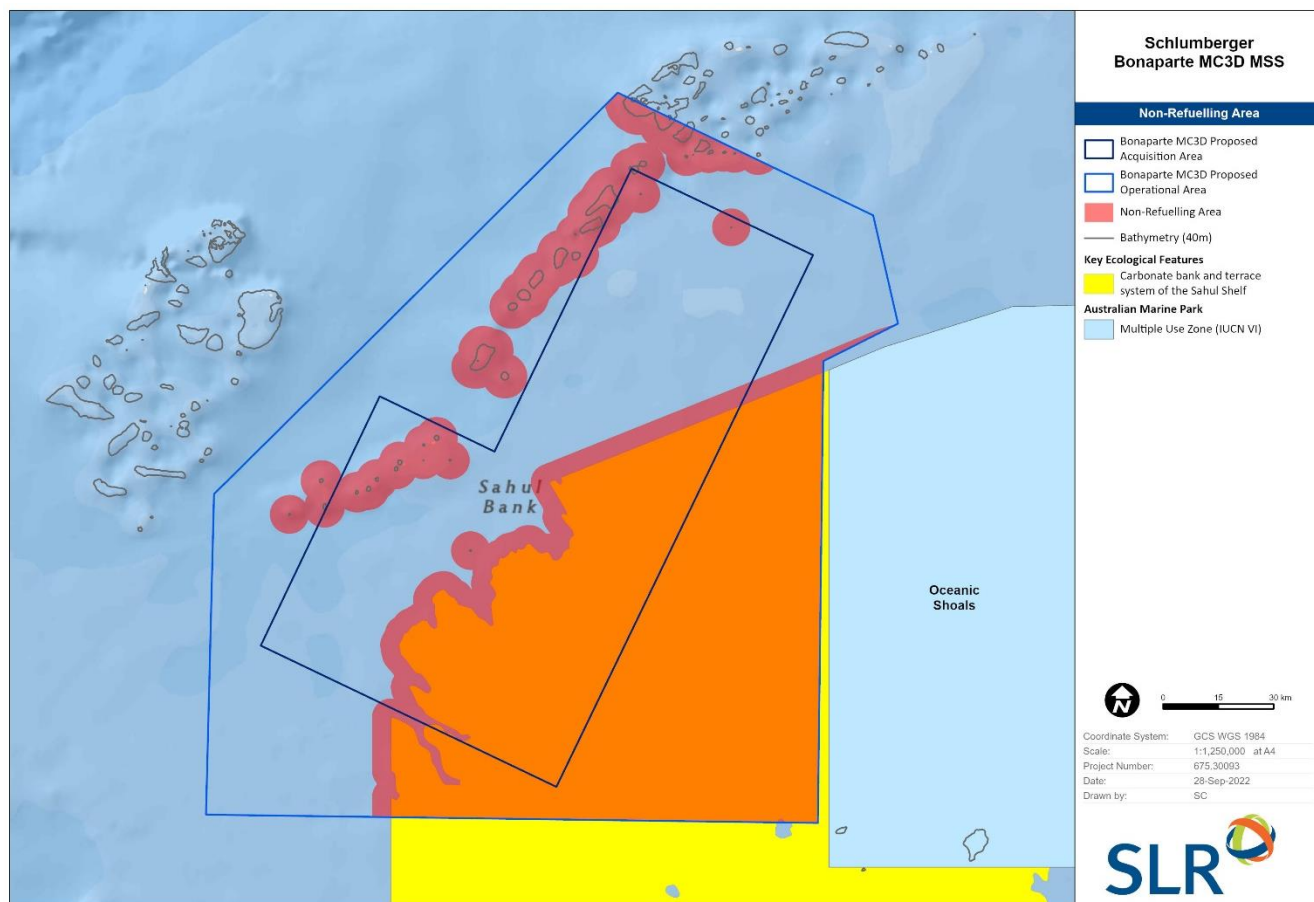 Schlumberger
Bonaparte MC3D MSS
Non-Refuelling Area
Bonaparte MC3D Proposed
Acquisition Area
Bonaparte MC3D Proposed
Operational Area
Non-Refuelling Area
Bathymetry (40m)
Key Ecological Features
Carbonate bank and terrace
system of the Sahul Shelf
Australian Marine Park
Multiple Use Zone (IUCN VI)
Sahul
Bank
Oceanic
Shoals
N
0 15 30 km
Coordinate System: GCS WGS 1984
Scale: 1:1,250,000 at A4
Project Number: 675.30093
Date: 28-Sep-2022
Drawn by: SC
SLR